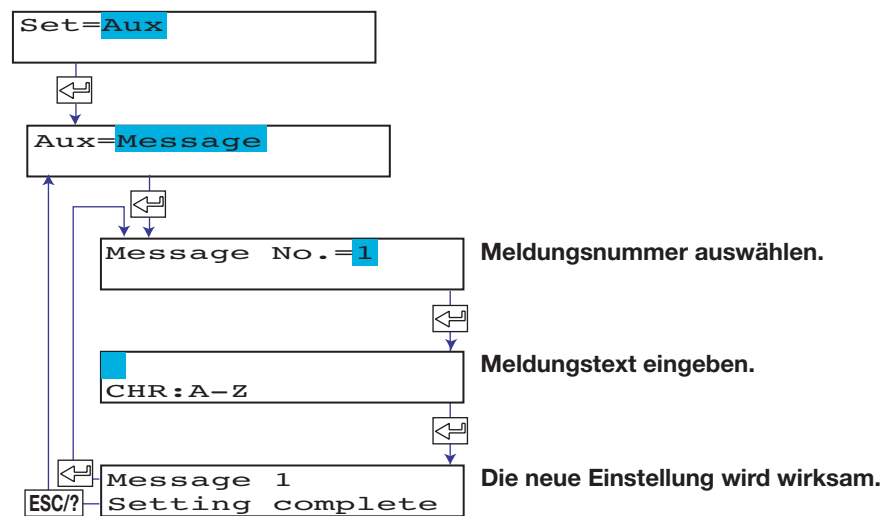 Set=Aux
Aux=Message
Message No.=1 Meldungsnummer auswählen.
Meldungstext eingeben.
CHR:A-Z
Message 1 Die neue Einstellung wird wirksam.
ESC/? Setting complete